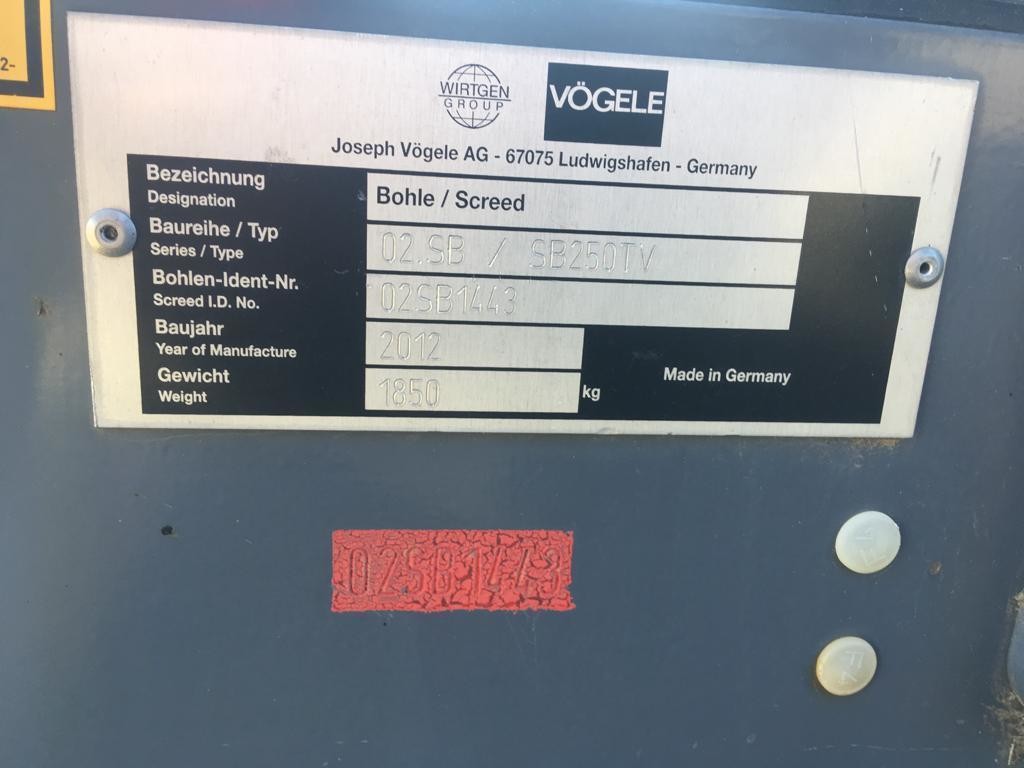 2-
WIRTGEN
GROUP
VÖGELE
Joseph Vögele AG - 67075 Ludwigshafen - Germany
Bezeichnung
Designation
Bohle / Screed
Baureihe / Typ
Series / Type
02.SB / SB250TV
Bohlen-Ident-Nr.
Screed I.D. No.
02SB1443
Baujahr
Year of Manufacture
2012
Gewicht
Weight
1850
kg
Made in Germany
02SB1443